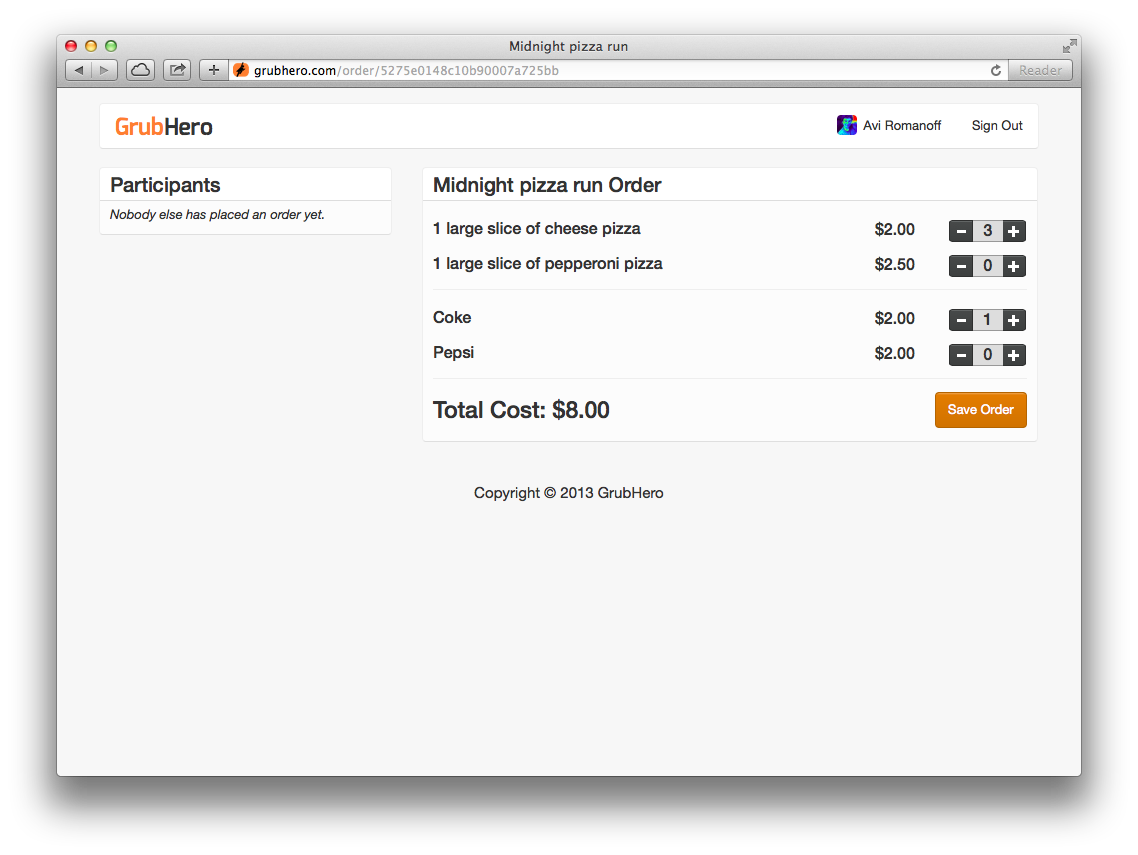 Midnight pizza run
grubhero.com/order/5275e0148c10b90007a725bb
Reader
GrubHero
Avi Romanoff
Sign Out
Participants
Nobody else has placed an order yet.
Midnight pizza run Order
1 large slice of cheese pizza $2.00 3
1 large slice of pepperoni pizza $2.50 0
Coke $2.00 1
Pepsi $2.00 0
Total Cost: $8.00
Save Order
Copyright © 2013 GrubHero